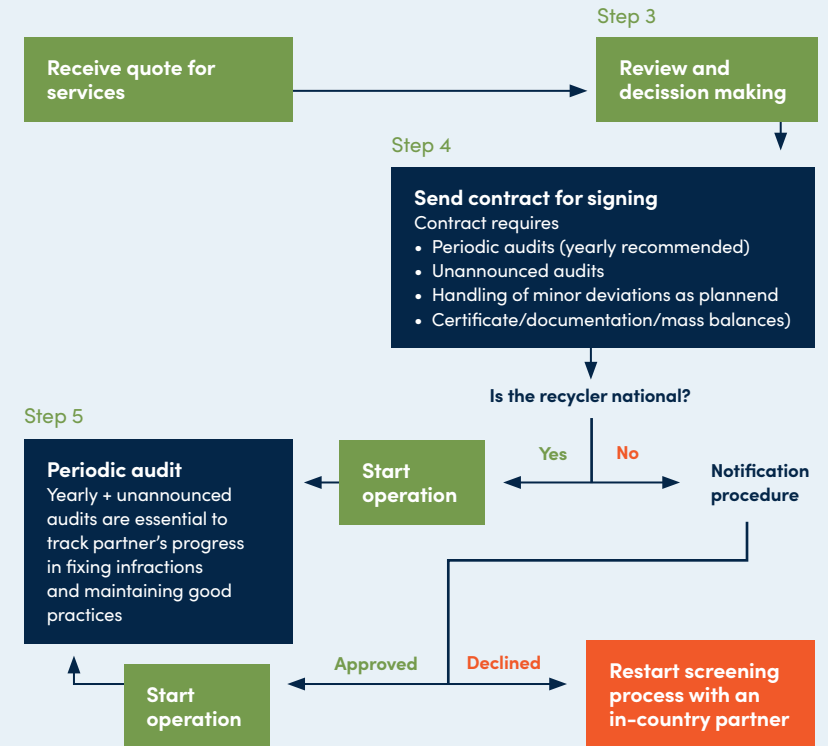 Step 3
Receive quote for
services
Review and
decission making
Step 4
Send contract for signing
Contract requires
• Periodic audits (yearly recommended)
• Unannounced audits
• Handling of minor deviations as plannend
• Certificate/documentation/mass balances)
Is the recycler national?
Step 5
Periodic audit
Yearly + unannounced
audits are essential to
track partner's progress
in fixing infractions
and maintaining good
practices
Start
operation
Yes
No
Notification
procedure
Approved
Declined
Start
operation
Restart screening
process with an
in-country partner